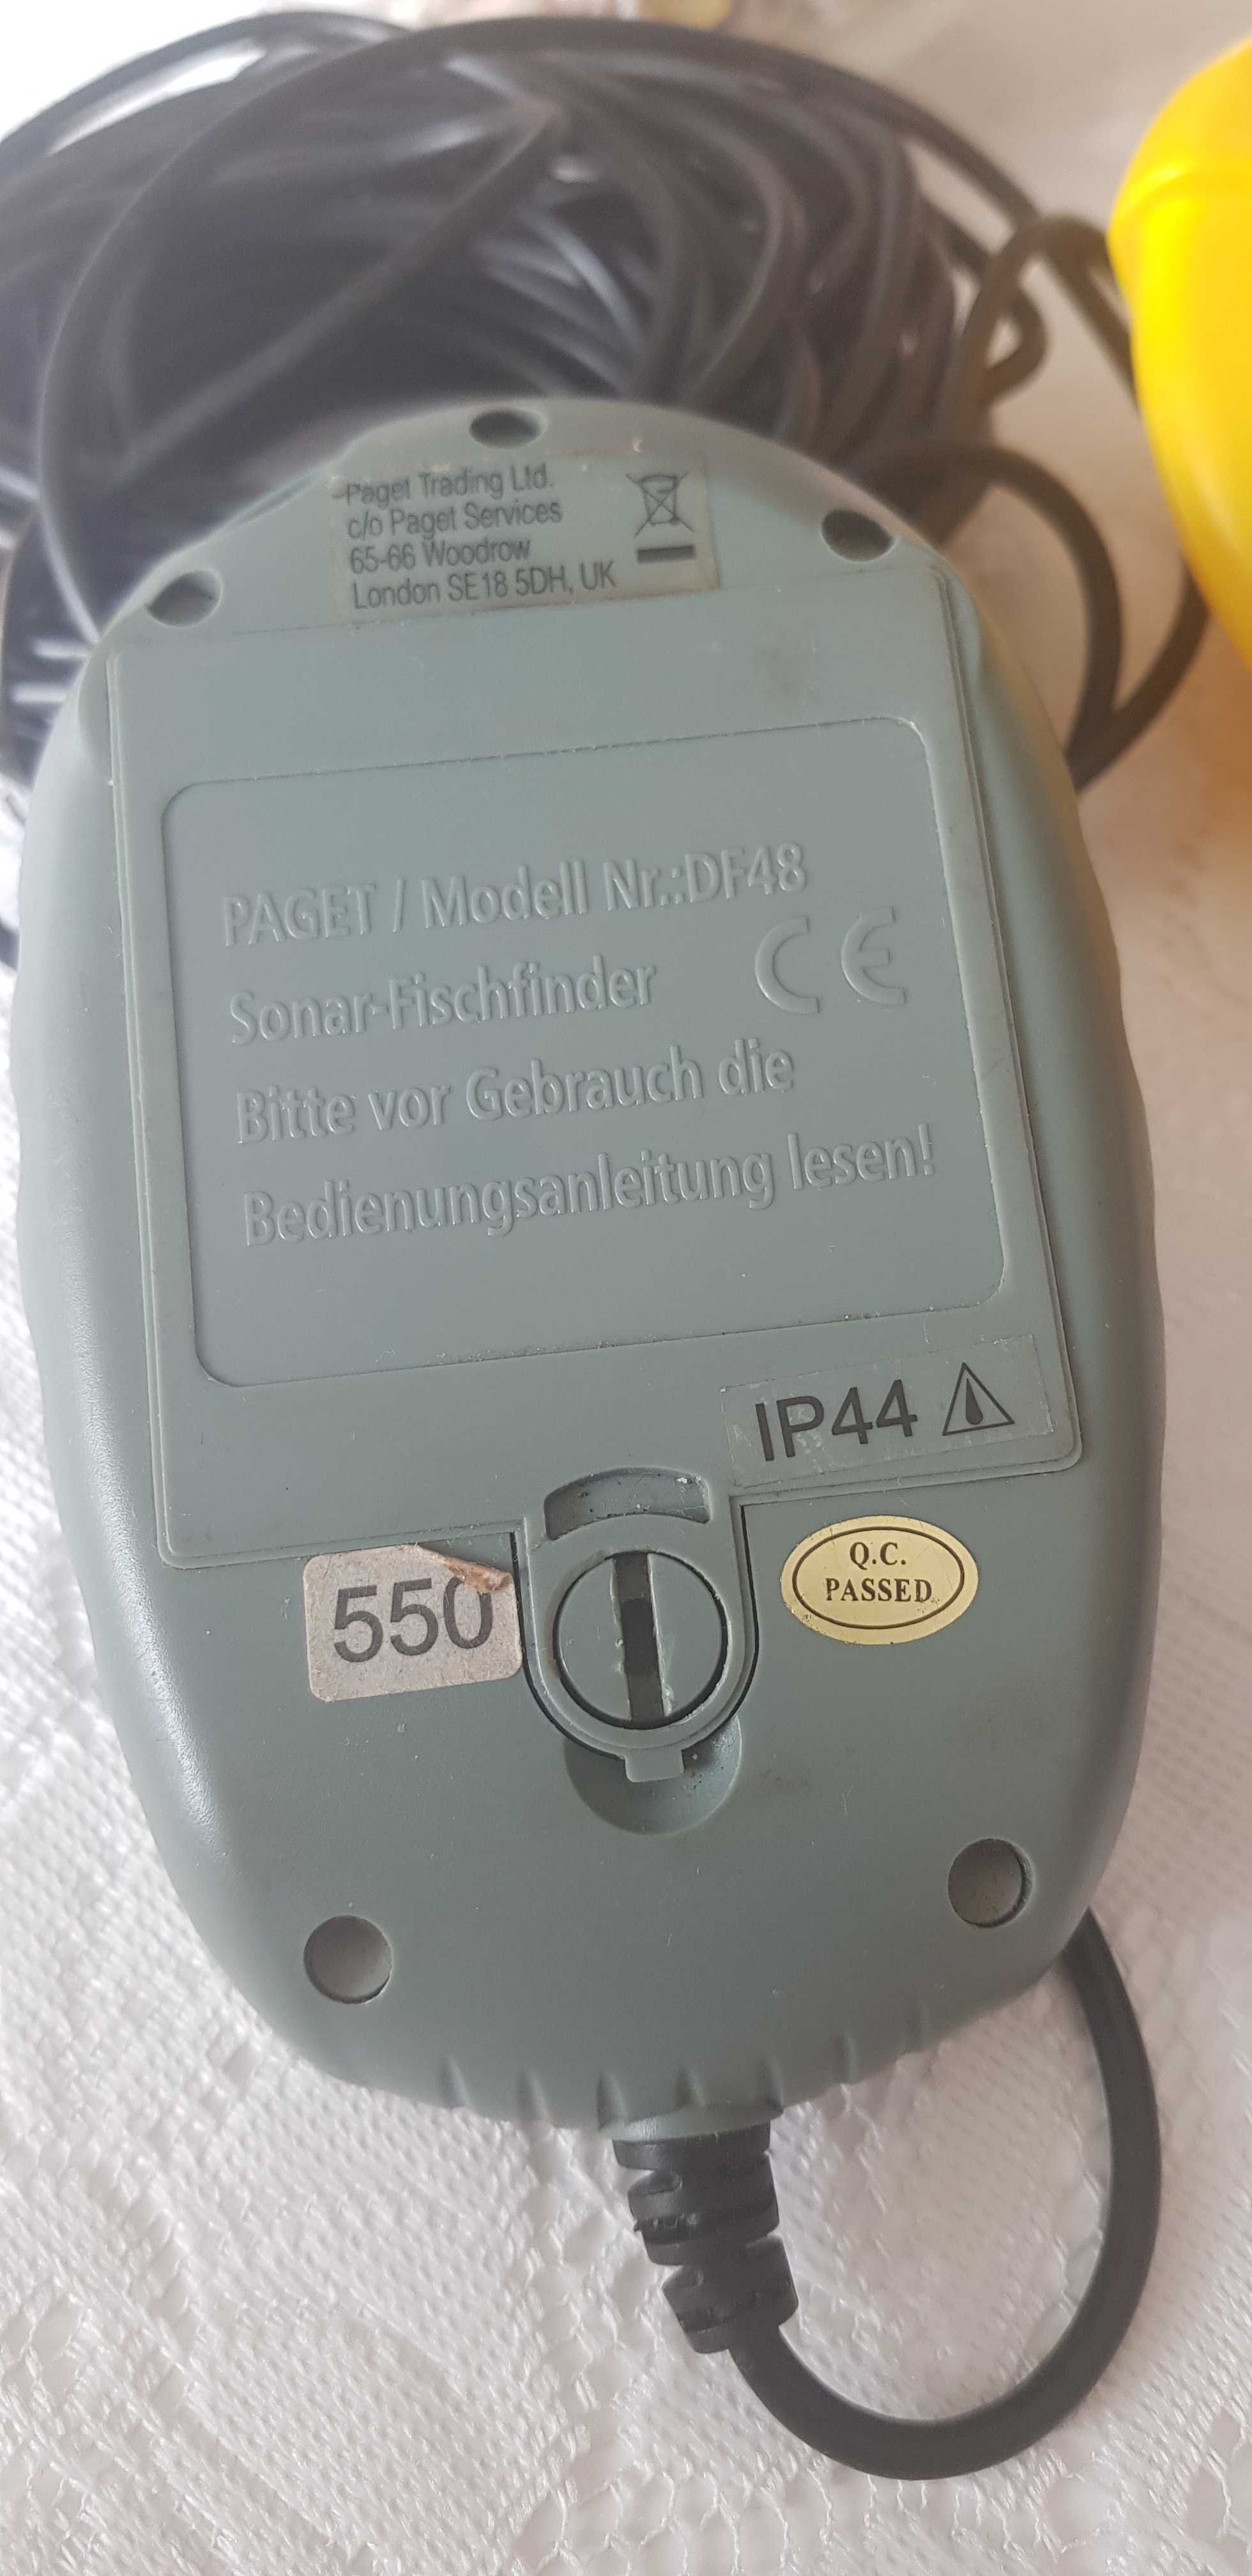 Paget Trading Ltd.
c/o Paget Services
65-66 Woodrow
London SE18 5DH, UK
PAGET / Modell Nr.:DF48
Sonar-Fischfinder CE
Bitte vor Gebrauch die
Bedienungsanleitung lesen!
IP44
550
Q.C.
PASSED